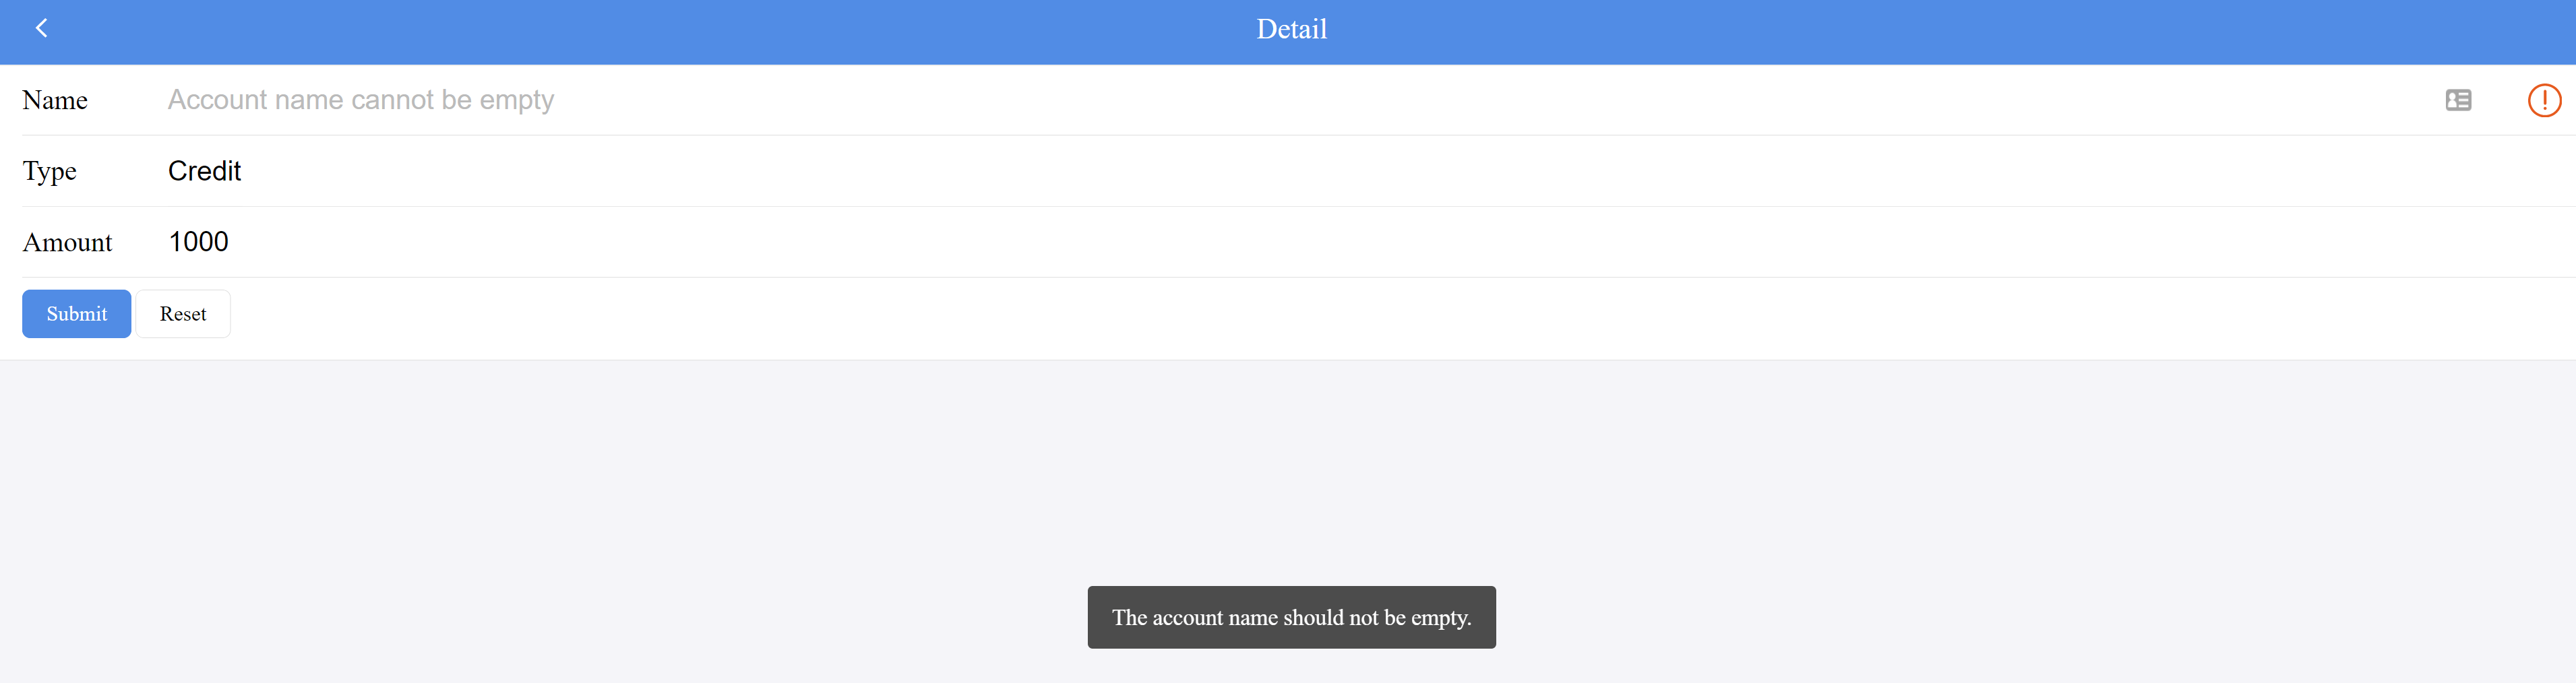 Detail
Name Account name cannot be empty
Type Credit
Amount 1000
Submit Reset
The account name should not be empty.